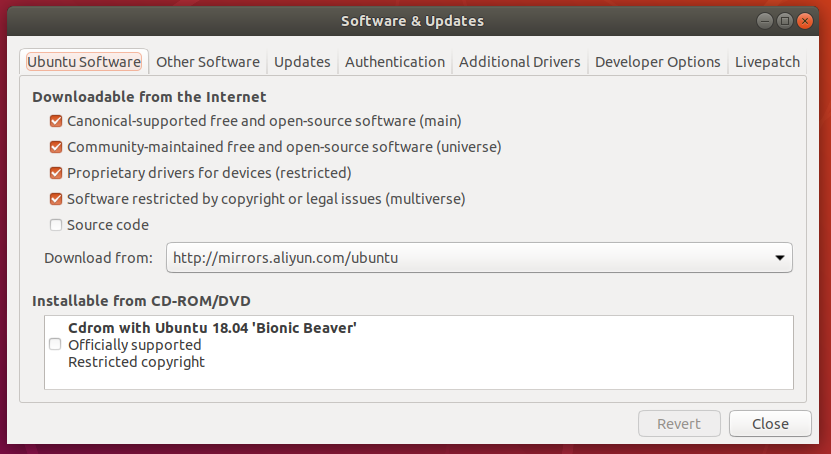 Software & Updates
Ubuntu Software Other Software Updates Authentication Additional Drivers Developer Options Livepatch
Downloadable from the Internet
Canonical-supported free and open-source software (main)
Community-maintained free and open-source software (universe)
Proprietary drivers for devices (restricted)
Software restricted by copyright or legal issues (multiverse)
Source code
Download from: http://mirrors.aliyun.com/ubuntu
Installable from CD-ROM/DVD
Cdrom with Ubuntu 18.04 'Bionic Beaver'
Officially supported
Restricted copyright
Revert Close